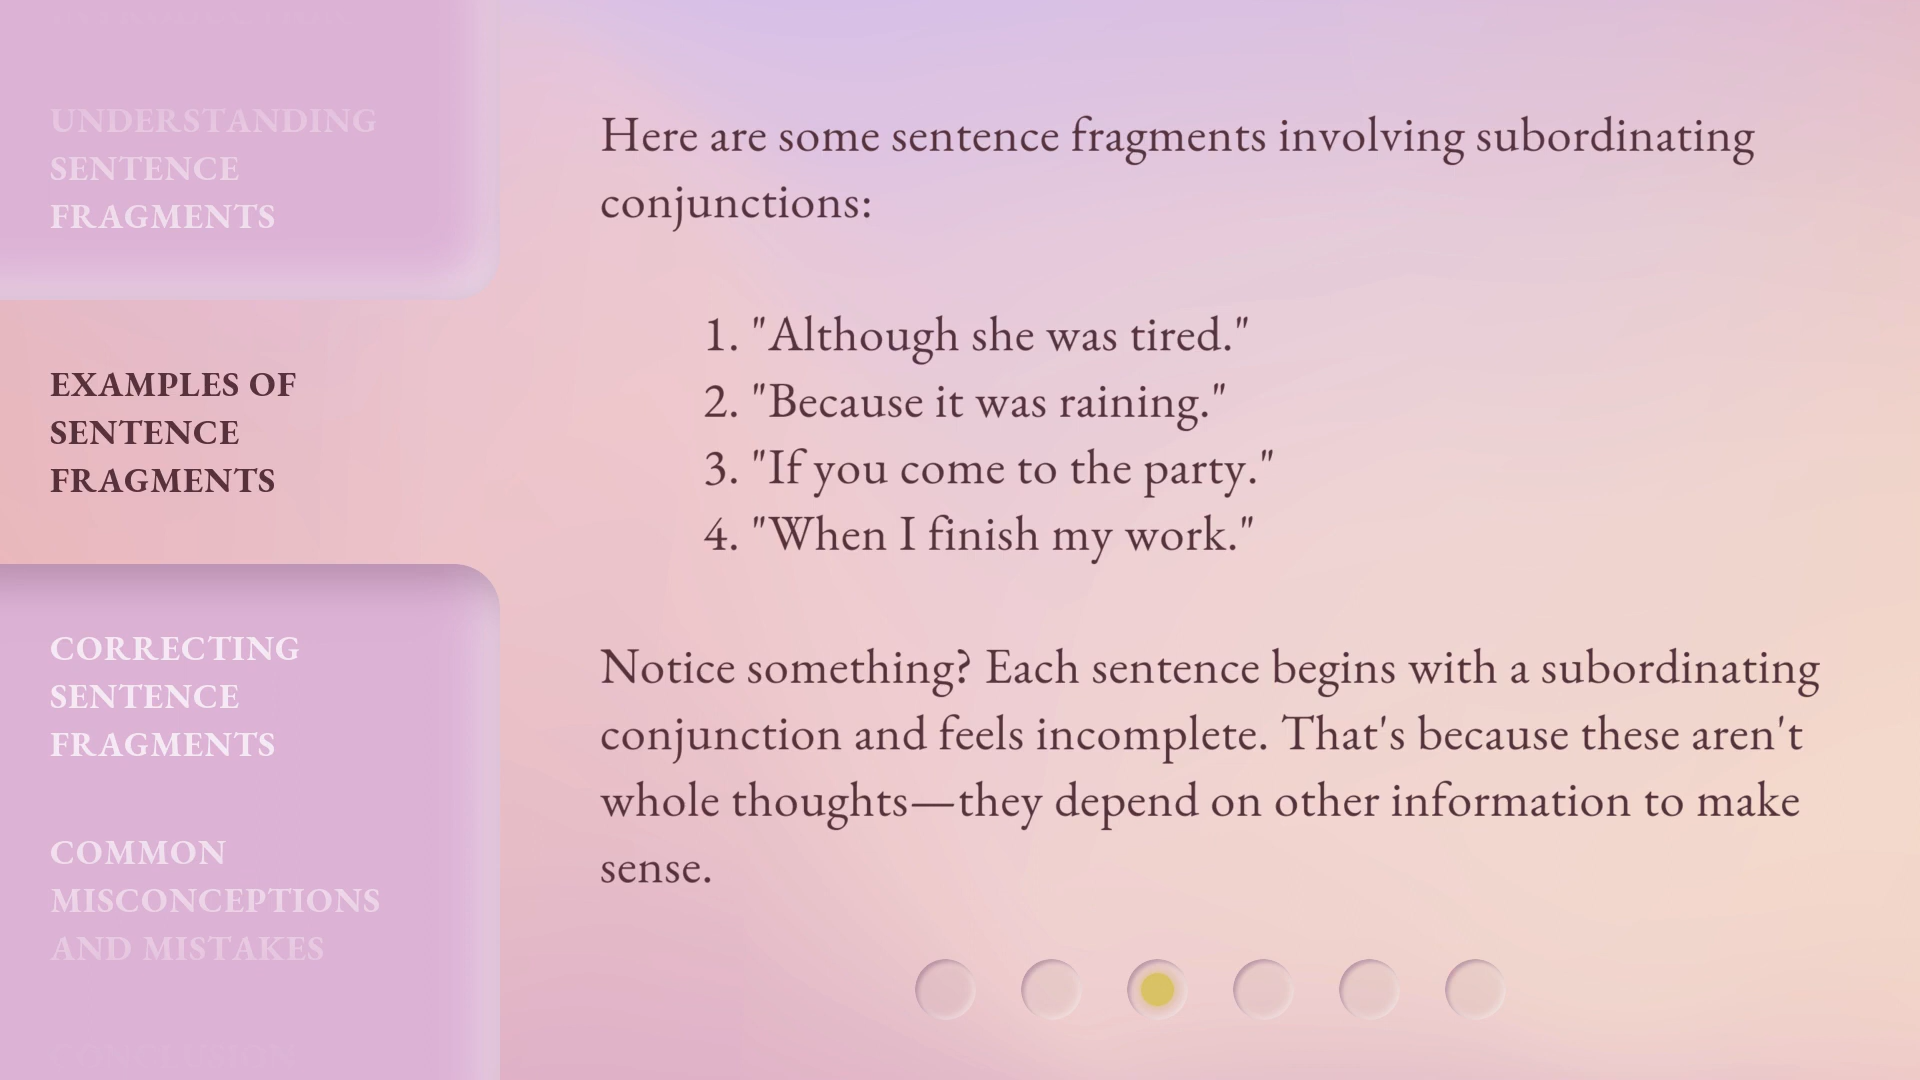 UNDERSTANDING
SENTENCE
FRAGMENTS
EXAMPLES OF
SENTENCE
FRAGMENTS
CORRECTING
SENTENCE
FRAGMENTS
COMMON
MISCONCEPTIONS
AND MISTAKES
Here are some sentence fragments involving subordinating
conjunctions:
1. "Although she was tired."
2. "Because it was raining."
3. "If you come to the party."
4. "When I finish my work."
Notice something? Each sentence begins with a subordinating
conjunction and feels incomplete. That's because these aren't
whole thoughts—they depend on other information to make
sense.